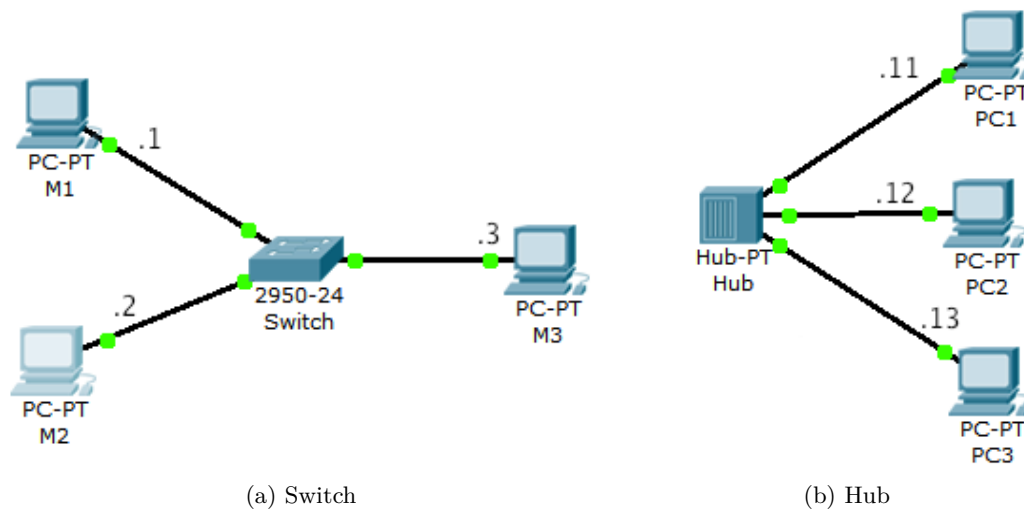 .1
PC-PT
M1
.2
PC-PT
M2
2950-24
Switch
.3
PC-PT
M3
(a) Switch
.11
PC-PT
PC1
.12
PC-PT
PC2
Hub-PT
Hub
.13
PC-PT
PC3
(b) Hub